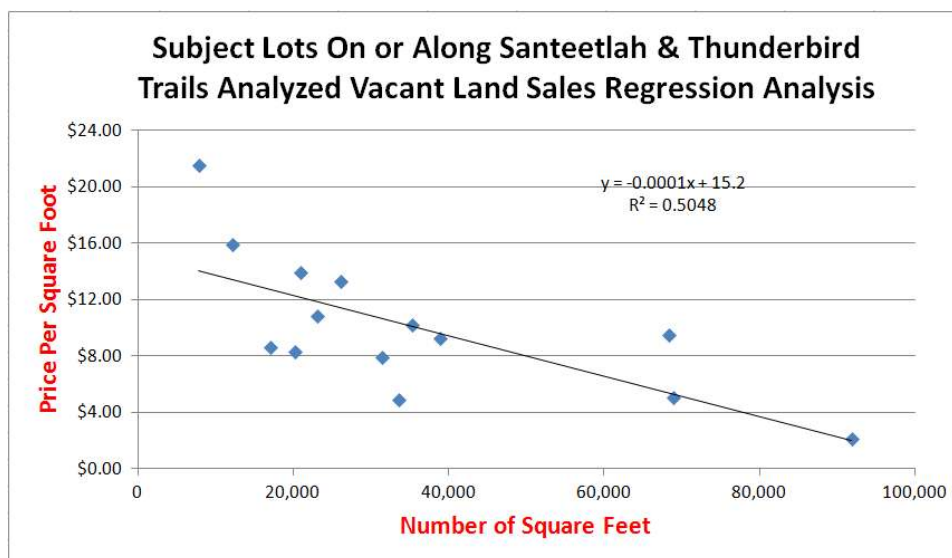 Subject Lots On or Along Santeetlah & Thunderbird
Trails Analyzed Vacant Land Sales Regression Analysis
$24.00
$20.00
$16.00
$12.00
$8.00
$4.00
$0.00
Price Per Square Foot
y = -0.0001x + 15.2
R² = 0.5048
0 20,000 40,000 60,000 80,000 100,000
Number of Square Feet